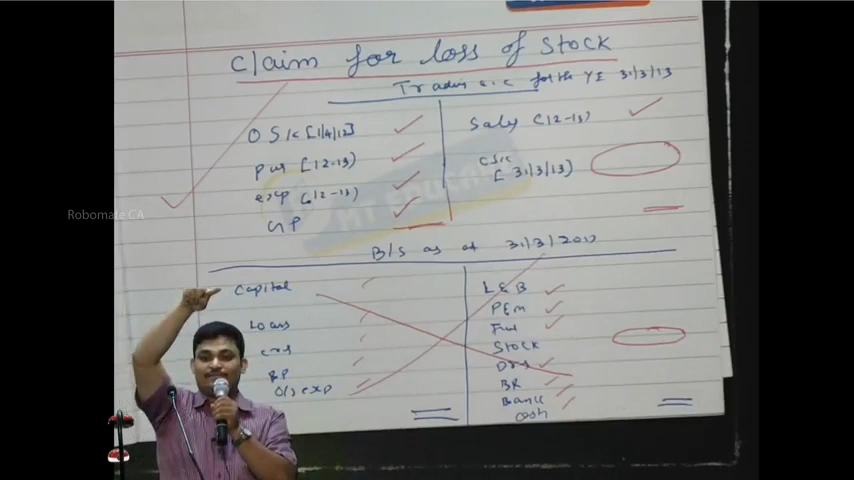 Claim for loss of Stock
Trading a/c for the YE 31/3/13
O S/K [1/4/12]
Sales (12-13)
pur [12-13)
C S/K
[31/3/13)
exp (12-13)
GP
B/S as at 31/3/2013
Capital
L & B
Loans
P&M
Fur
Stock
BP
Drs
O/s exp
BR
Bank
Cash
Robomate CA